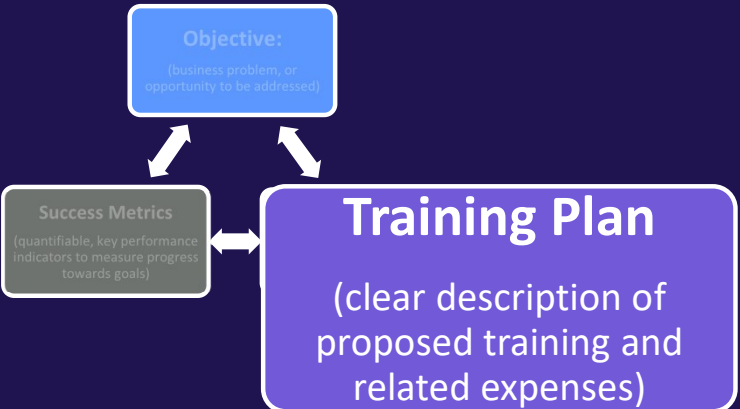 Objective:
(business problem, or
opportunity to be addressed)
Success Metrics
(quantifiable, key performance
indicators to measure progress
towards goals)
Training Plan
(clear description of
proposed training and
related expenses)